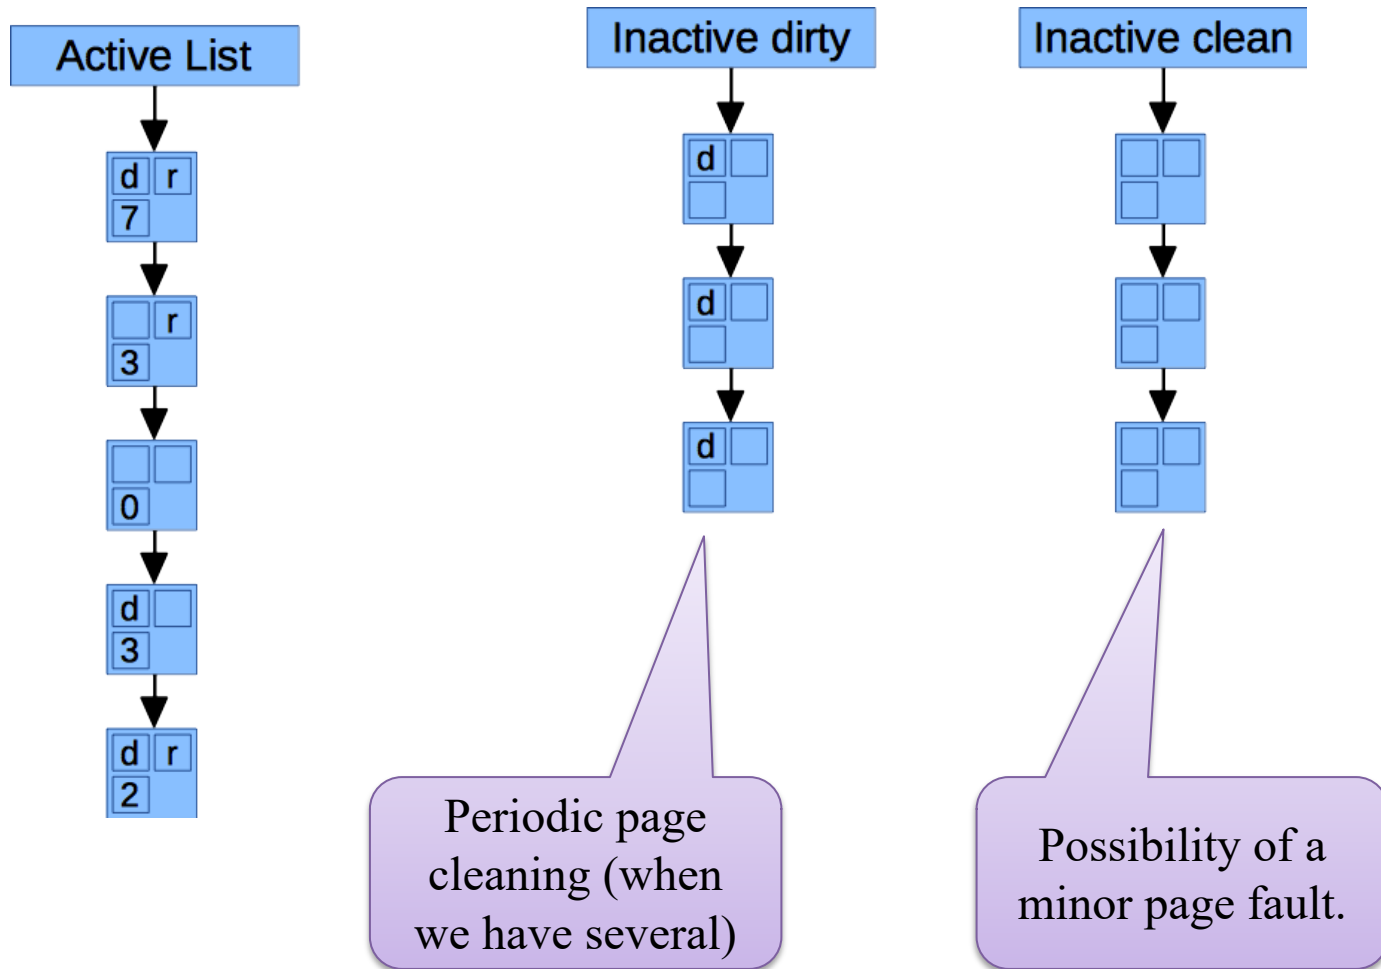 Active List
d r
7
r
3
0
d
3
d r
2
Inactive dirty
d
d
d
Periodic page
cleaning (when
we have several)
Inactive clean
Possibility of a
minor page fault.